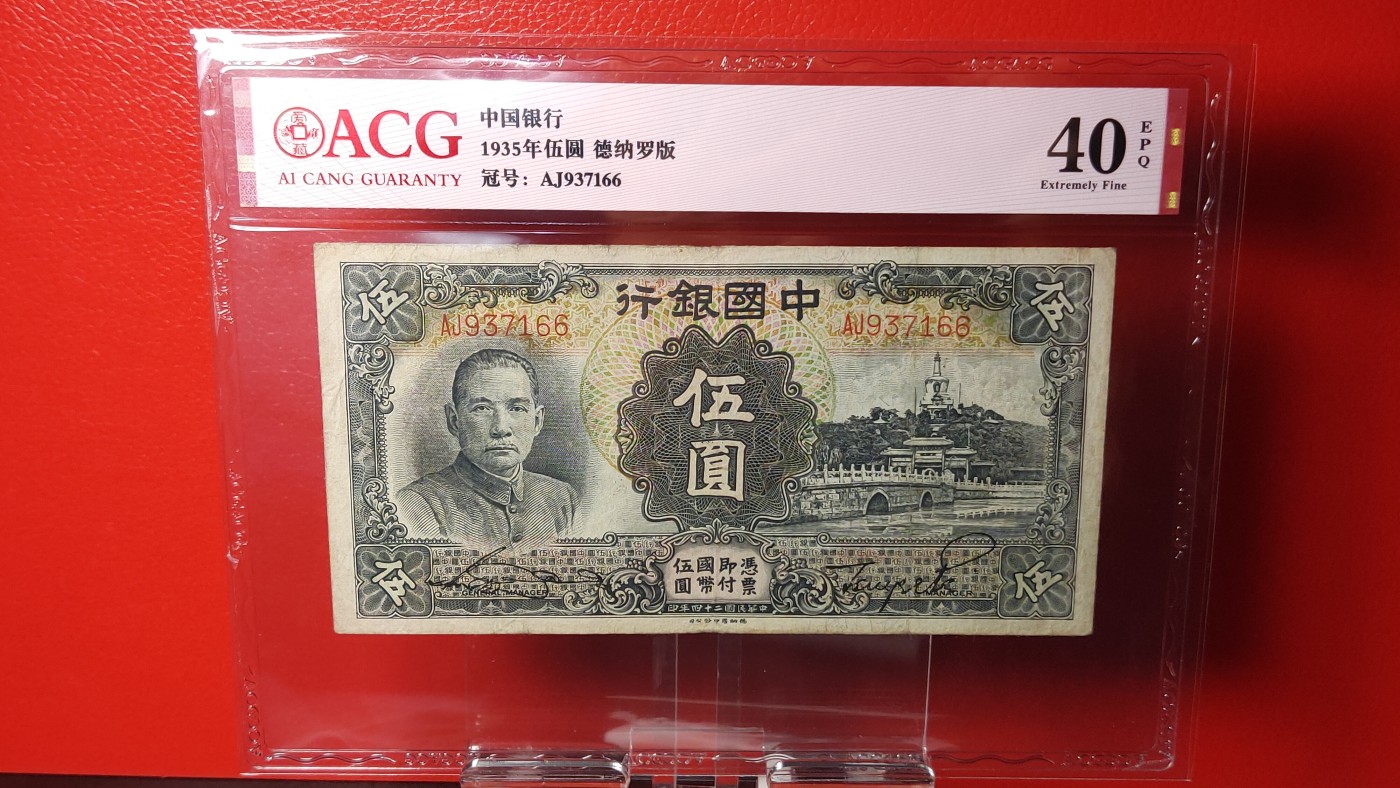 ACG
AI CANG GUARANTY
中国银行
1935年伍圆 德纳罗版
冠号：AJ937166
40
EPQ
Extremely Fine
行銀國中
AJ937166
AJ937166
伍
伍
伍圓
憑票
即付
國幣
伍圓
伍
伍
GENERAL MANAGER
MANAGER
印年四十二國民華中